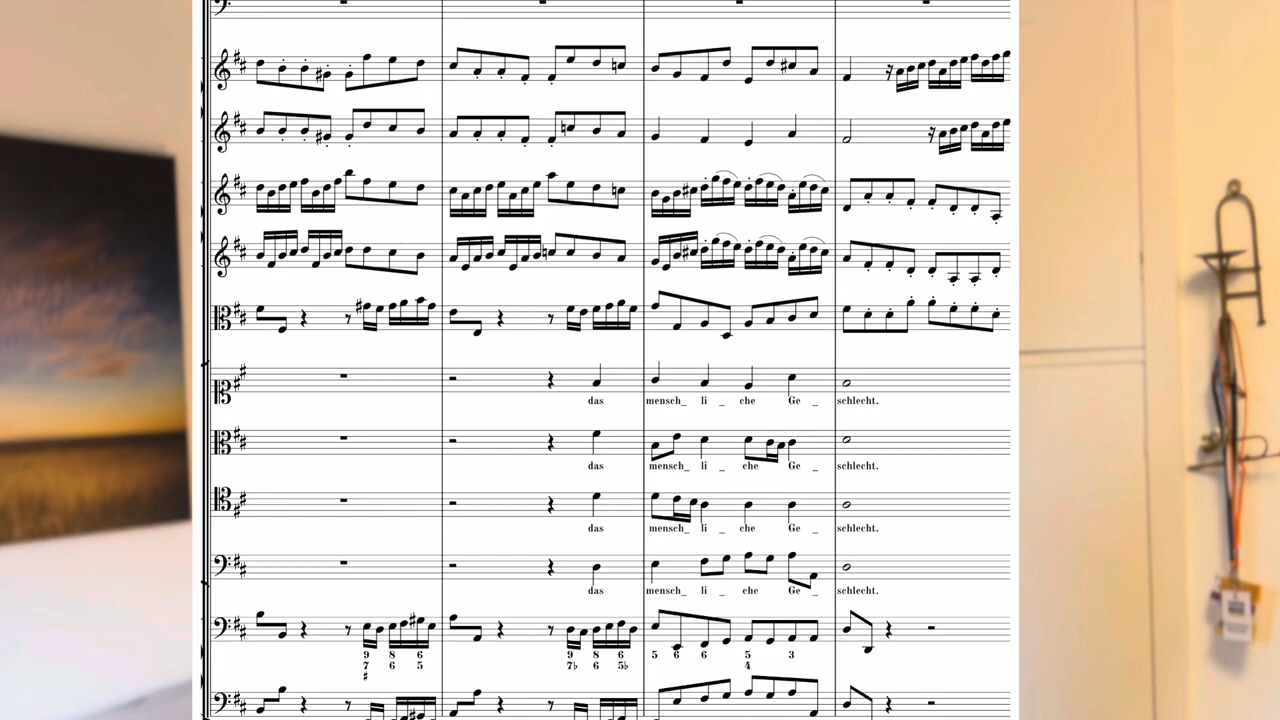 das mensch_ li _ che Ge _ schlecht.
das mensch_ li _ che Ge _ schlecht.
das mensch_ li _ che Ge _ schlecht.
das mensch_ li _ che Ge _ schlecht.
9 8 6 9 8 6 5 6 6 5 3
7 6 5 7♭ 6 5♭ 4
♯